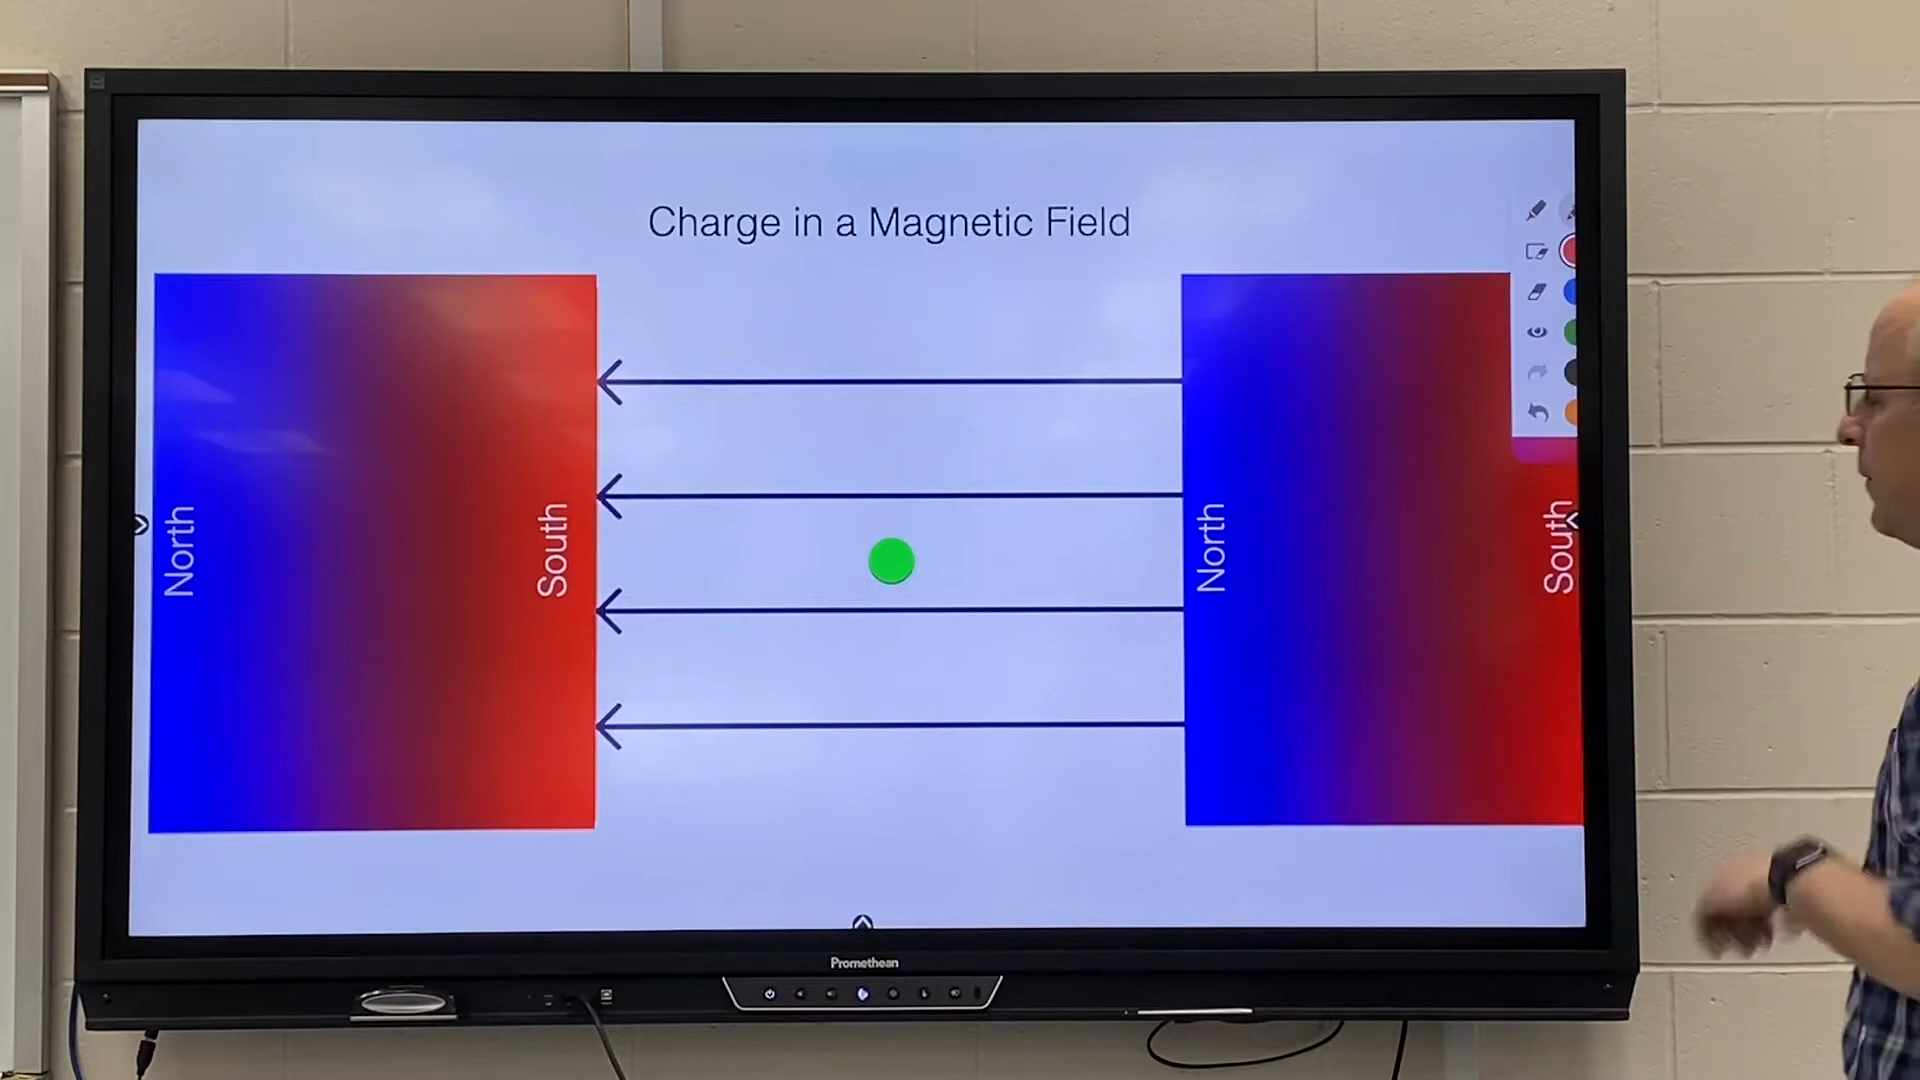 Charge in a Magnetic Field
North
South
North
South
Promethean